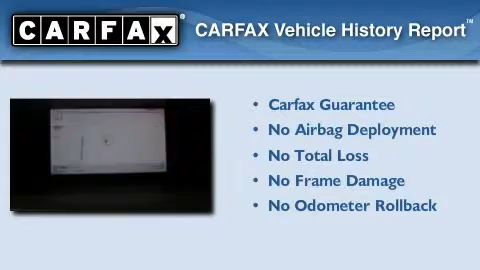 CARFAX® CARFAX Vehicle History Report™
• Carfax Guarantee
• No Airbag Deployment
• No Total Loss
• No Frame Damage
• No Odometer Rollback